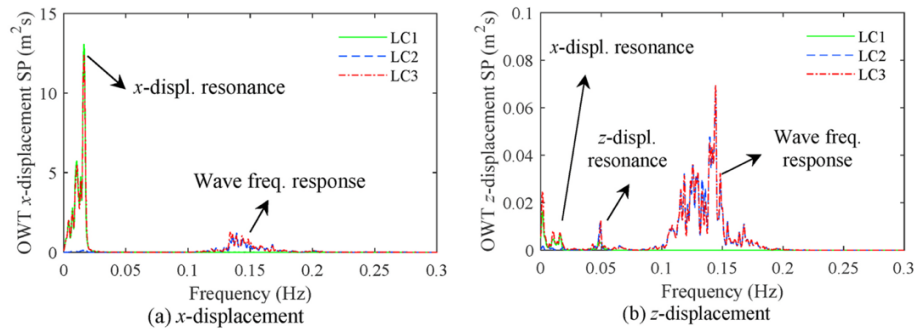 OWT x-displacement SP (m²s)
15
10
5
0
LC1
LC2
LC3
x-displ. resonance
Wave freq. response
0
0.05
0.1
0.15
0.2
0.25
0.3
Frequency (Hz)
(a) x-displacement
OWT z-displacement SP (m²s)
0.1
0.08
0.06
0.04
0.02
0
x-displ. resonance
LC1
LC2
LC3
z-displ.
resonance
Wave freq.
response
0
0.05
0.1
0.15
0.2
0.25
0.3
Frequency (Hz)
(b) z-displacement